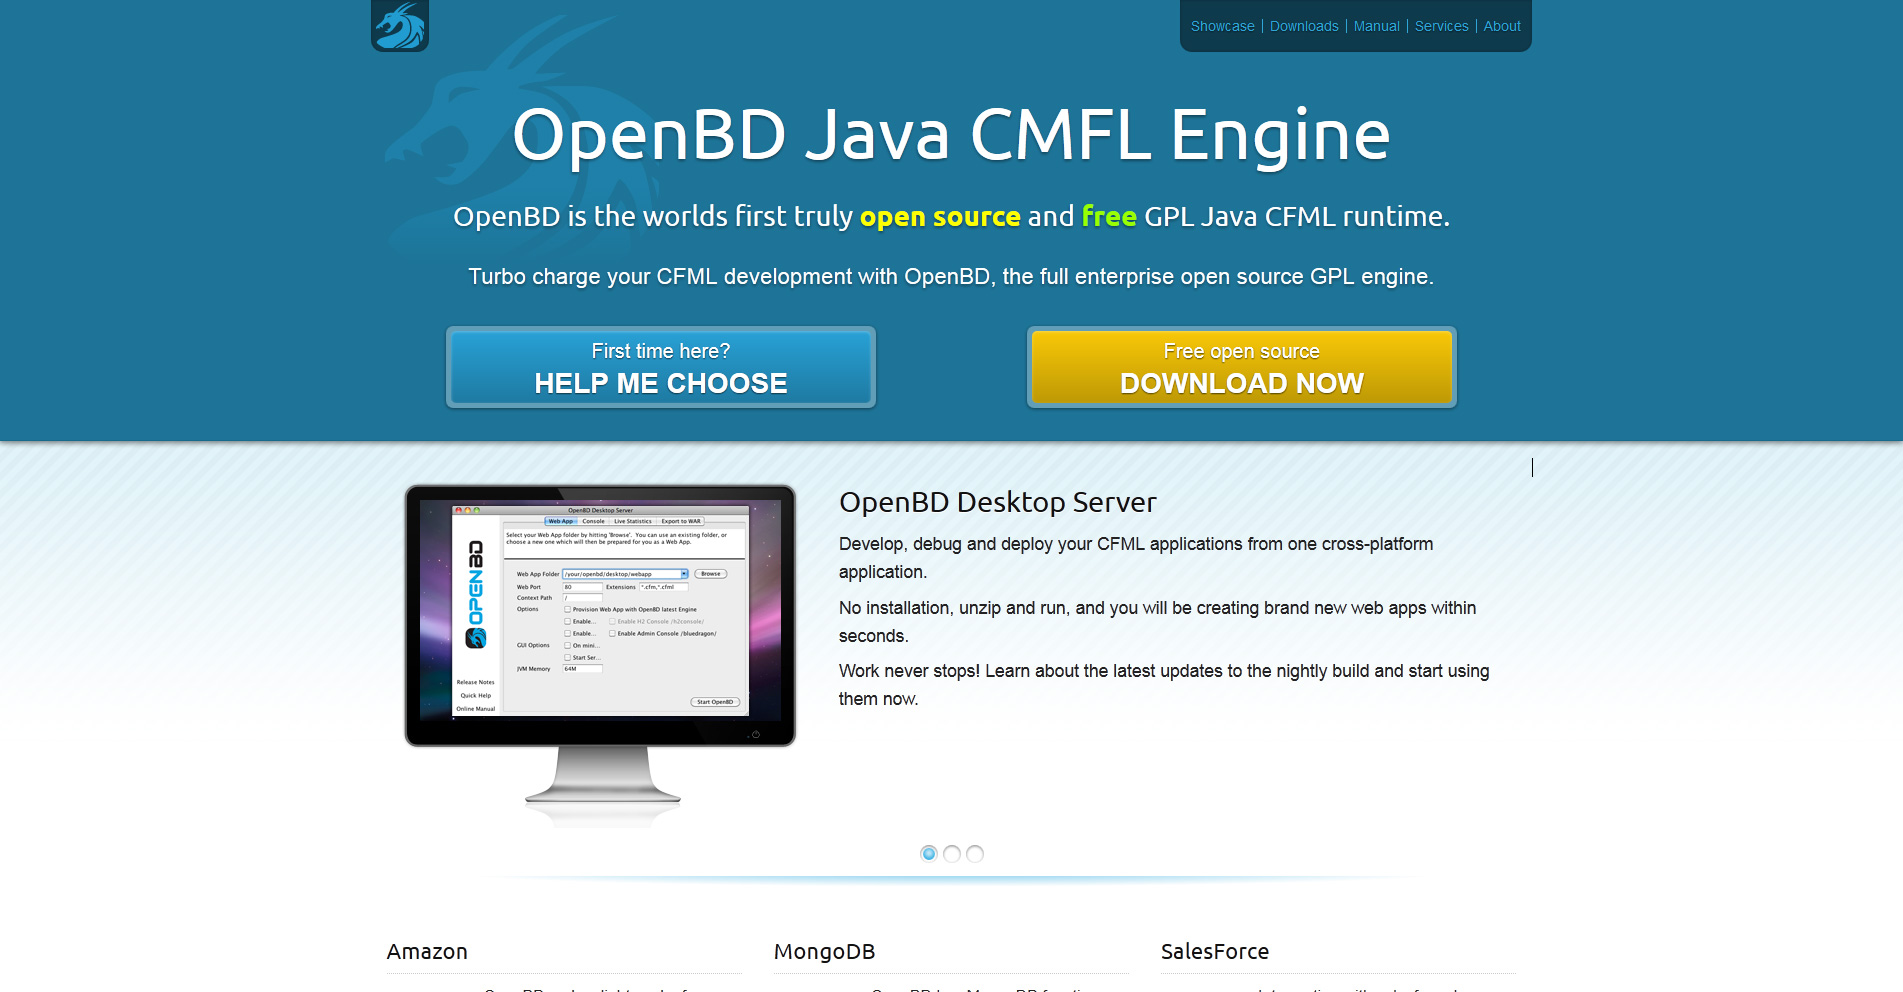 Showcase | Downloads | Manual | Services | About
OpenBD Java CMFL Engine
OpenBD is the worlds first truly open source and free GPL Java CFML runtime.
Turbo charge your CFML development with OpenBD, the full enterprise open source GPL engine.
First time here?
HELP ME CHOOSE
Free open source
DOWNLOAD NOW
OpenBD Desktop Server
Web App Console Live Statistics Export to WAR
Select your Web App folder by hitting 'Browse'. You can use an existing folder, or
choose a new one which will then be prepared for you as a Web App.
Web App Folder /your/openbd/desktop/webapp Browse
Web Port 80 Extensions *.cfm,*.cfml
Context Path /
Options Provision Web App with OpenBD latest Engine
Enable... Enable H2 Console /h2console/
Enable... Enable Admin Console /bluedragon/
GUI Options On mini...
Start Ser...
JVM Memory 64M
OPEN BD
Release Notes
Quick Help
Online Manual
Start OpenBD
OpenBD Desktop Server
Develop, debug and deploy your CFML applications from one cross-platform
application.
No installation, unzip and run, and you will be creating brand new web apps within
seconds.
Work never stops! Learn about the latest updates to the nightly build and start using
them now.
Amazon
MongoDB
SalesForce